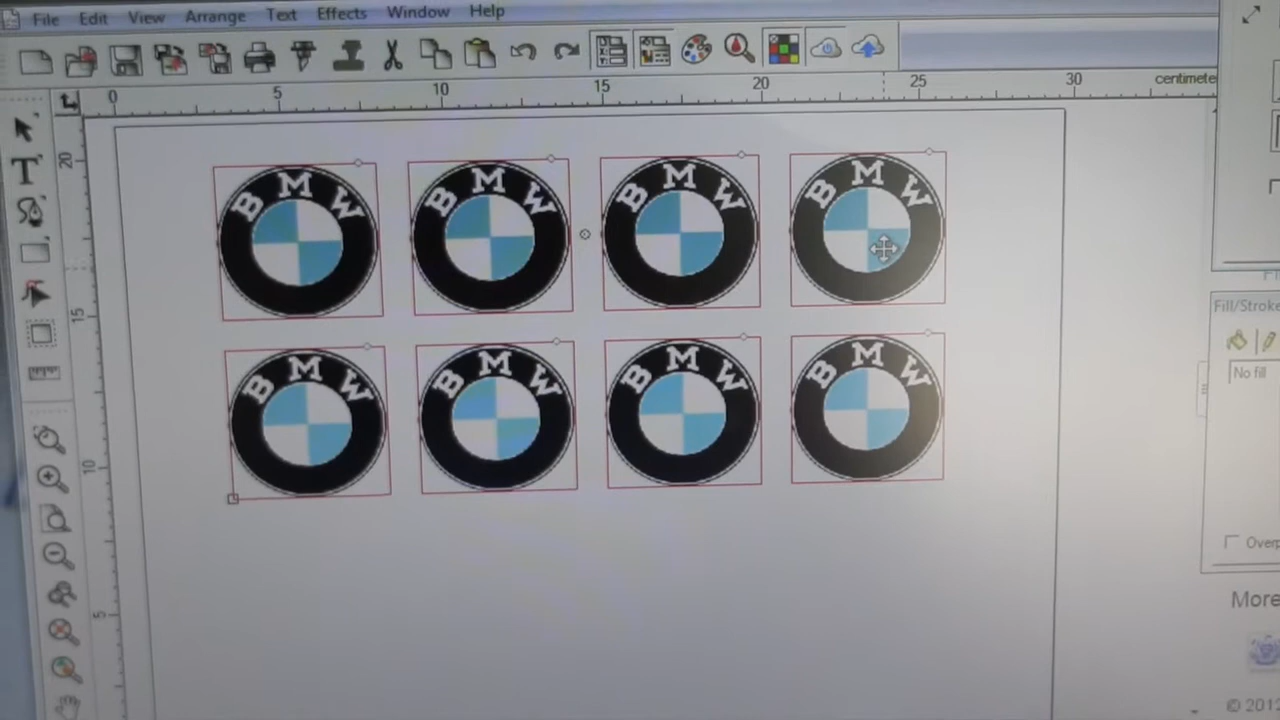 File Edit View Arrange Text Effects Window Help
0 5 10 15 20 25 30 centimete
20
15
10
5
B M W B M W B M W B M W
B M W B M W B M W B M W
Fill/Stroke
No fill
Overp
More
© 201